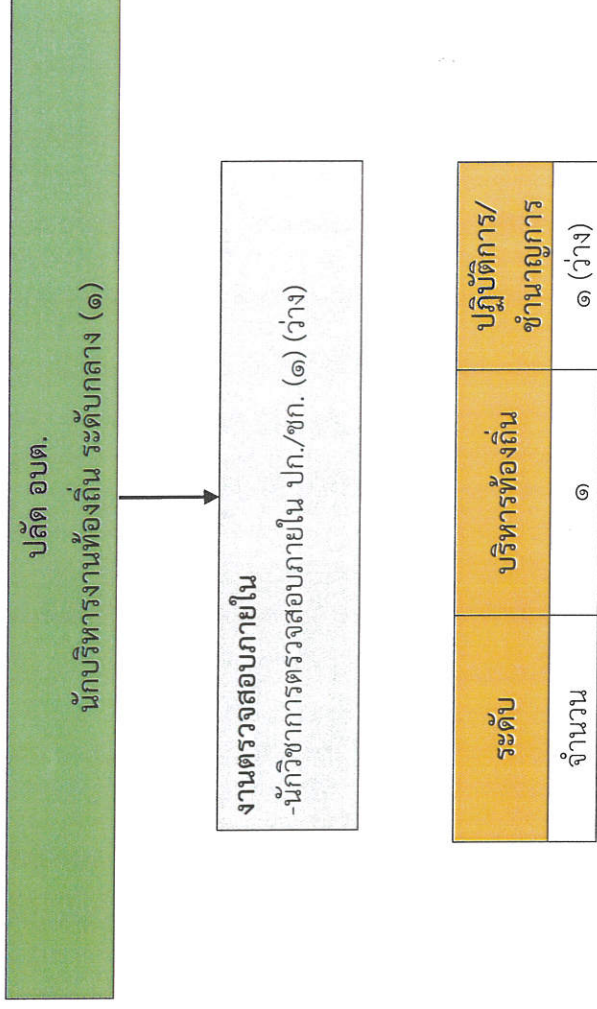 ปลัด อบต.
นักบริหารงานท้องถิ่น ระดับกลาง (๑)
งานตรวจสอบภายใน
-นักวิชาการตรวจสอบภายใน ปก./ชก. (๑) (ว่าง)
ระดับ บริหารท้องถิ่น ปฏิบัติการ/
ชำนาญการ
จำนวน ๑ ๑ (ว่าง)